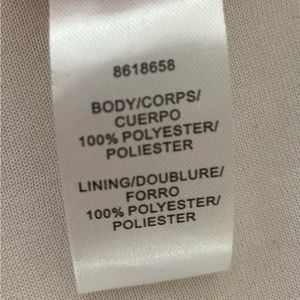 8618658
BODY/CORPS/
CUERPO
100% POLYESTER/
POLIESTER
LINING/DOUBLURE/
FORRO
100% POLYESTER/
POLIESTER